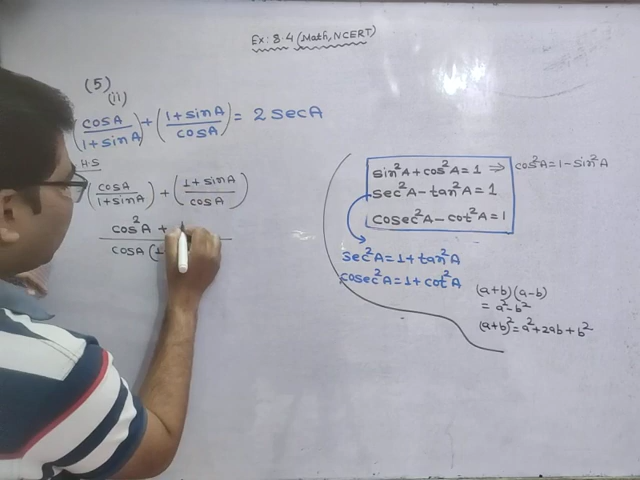 Ex: 8.4 (Math, NCERT)
(5)
(ii)
(cosA/1+sinA) + (1+sinA/cosA) = 2 secA
H·S
(cosA/1+sinA) + (1+sinA/cosA)
cos²A +
cosA (1
sin²A + cos²A = 1 ⇒ cos²A = 1 − sin²A
sec²A − tan²A = 1
cosec²A − cot²A = 1
sec²A = 1 + tan²A
cosec²A = 1 + cot²A
(a+b) (a−b)
= a² − b²
(a+b)² = a² + 2ab + b²